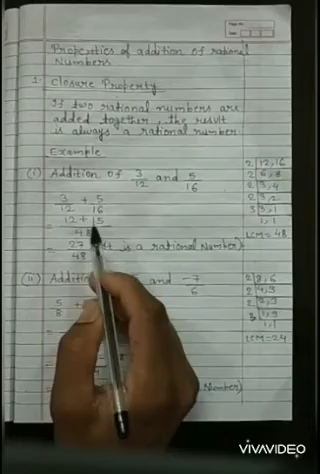 Properties of addition of rational
Numbers
1. Closure Property
If two rational numbers are
added together, the result
is always a rational number.
Example
(i) Addition of 3/12 and 5/16
3/12 + 5/16
= 12 + 15 / 48
= 27/48 is a rational Number)
2 | 12, 16
2 | 6, 8
2 | 3, 4
2 | 3, 2
3 | 3, 1
1, 1
LCM = 48
(ii) and -7/6
5/8 +
=
Number)
2 | 8, 6
2 | 4, 3
2 | 2, 3
3 | 1, 3
1, 1
LCM = 24
VIVAVIDEO